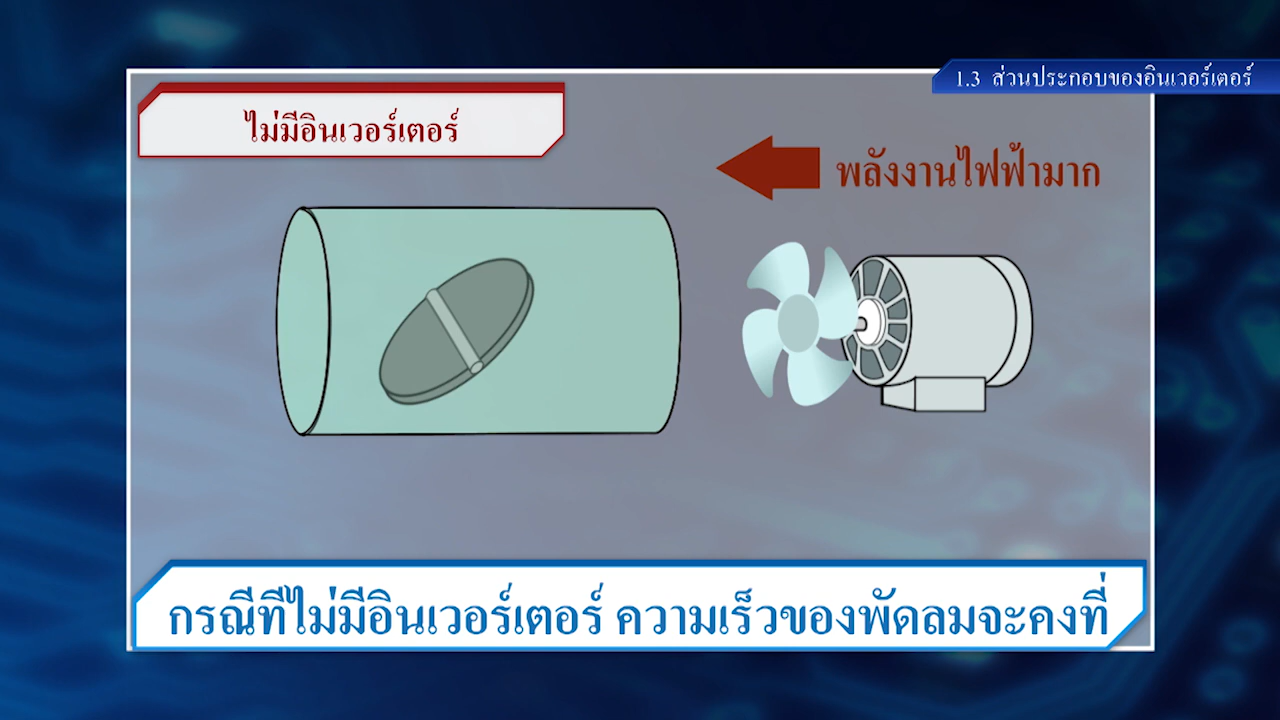 1.3 ส่วนประกอบของอินเวอร์เตอร์
ไม่มีอินเวอร์เตอร์
พลังงานไฟฟ้ามาก
กรณีที่ไม่มีอินเวอร์เตอร์ ความเร็วของพัดลมจะคงที่